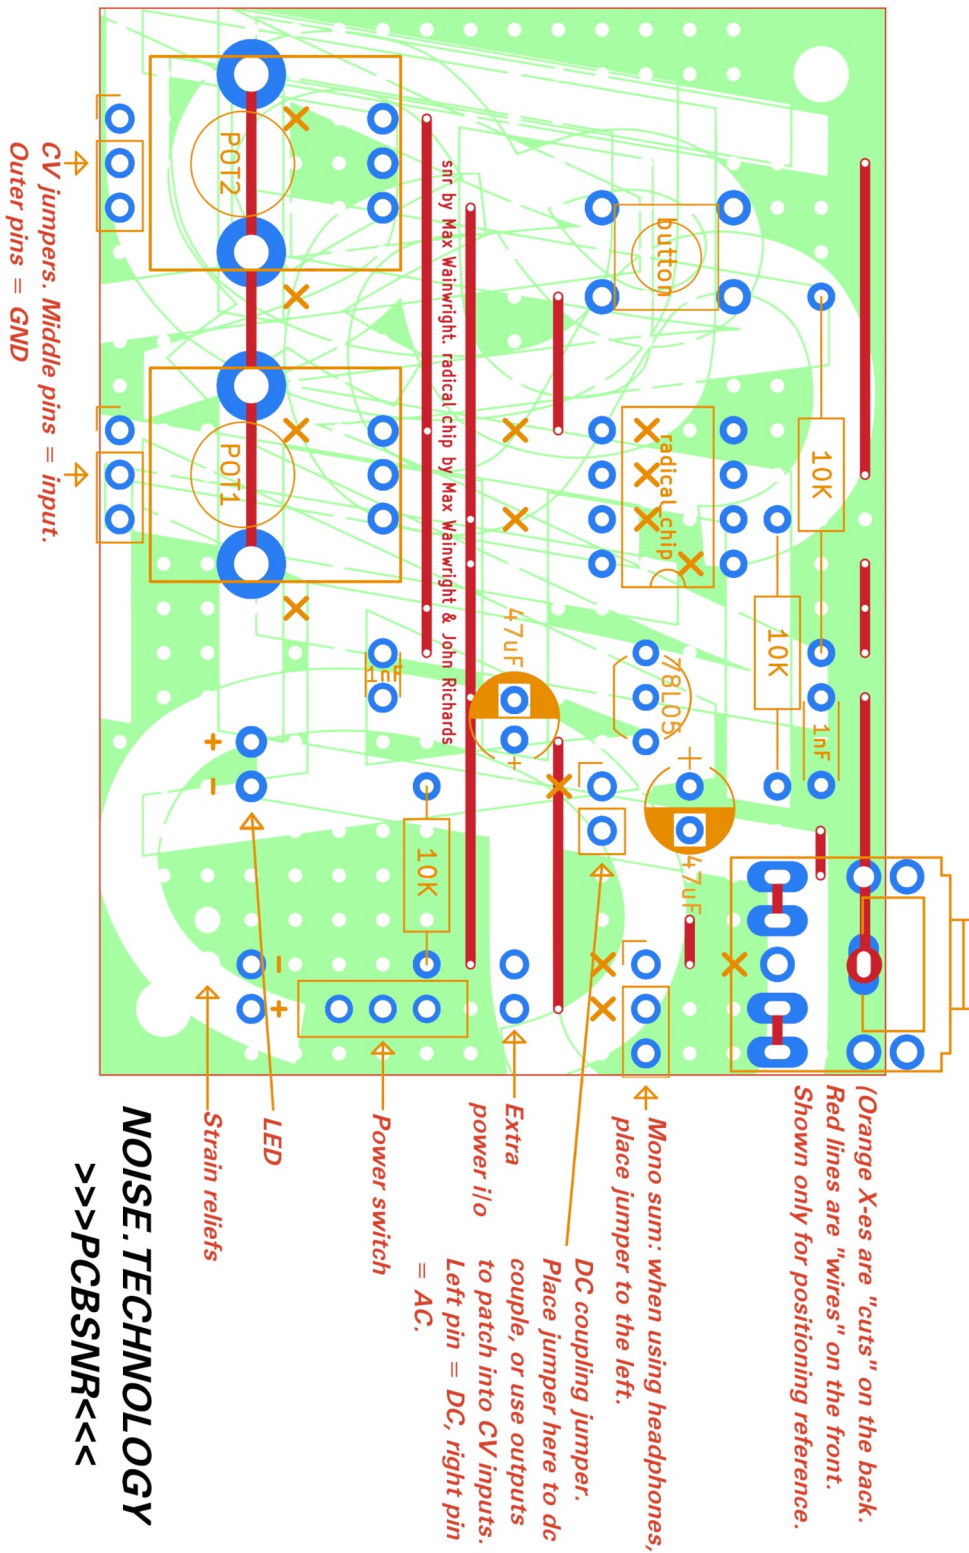 (Orange X-es are "cuts" on the back.
Red lines are "wires" on the front.
Shown only for positioning reference.
Mono sum: when using headphones,
place jumper to the left.
DC coupling jumper.
Place jumper here to dc
couple, or use outputs
to patch into CV inputs.
Left pin = DC, right pin
= AC.
Extra
power i/o
Power switch
LED
Strain reliefs
NOISE.TECHNOLOGY
>>>PCBSNR<<<
CV jumpers. Middle pins = input.
Outer pins = GND
POT2
POT1
snr by Max Wainwright. radical chip by Max Wainwright & John Richards
button
radical_chip
10K
10K
1nF
78L05
47uF
+
47uF
+
1nF
10K
+
-
-
+